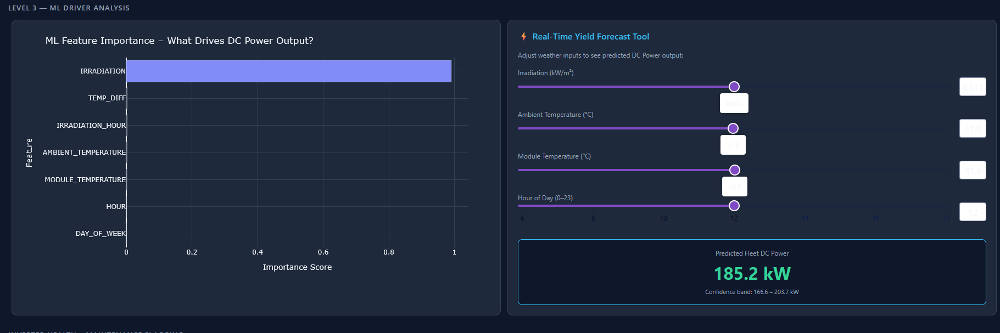 LEVEL 3 — ML DRIVER ANALYSIS
ML Feature Importance – What Drives DC Power Output?
Feature
IRRADIATION
TEMP_DIFF
IRRADIATION_HOUR
AMBIENT_TEMPERATURE
MODULE_TEMPERATURE
HOUR
DAY_OF_WEEK
0 0.2 0.4 0.6 0.8 1
Importance Score
Real-Time Yield Forecast Tool
Adjust weather inputs to see predicted DC Power output:
Irradiation (kW/m²)
0.611
0.611
Ambient Temperature (°C)
27.8
27.8
Module Temperature (°C)
41.9
41.9
Hour of Day (0–23)
12
6 8 10 12 14 16 18
Predicted Fleet DC Power
185.2 kW
Confidence band: 166.6 – 203.7 kW